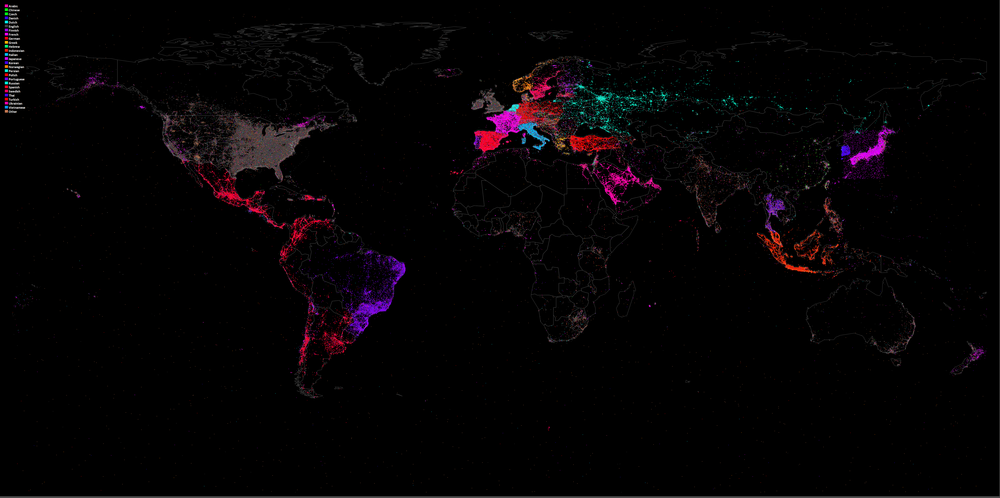 Arabic
Chinese
Czech
Danish
Dutch
English
Finnish
French
German
Greek
Hebrew
Indonesian
Italian
Japanese
Korean
Norwegian
Persian
Polish
Portuguese
Russian
Spanish
Swedish
Thai
Turkish
Ukrainian
Vietnamese
Other